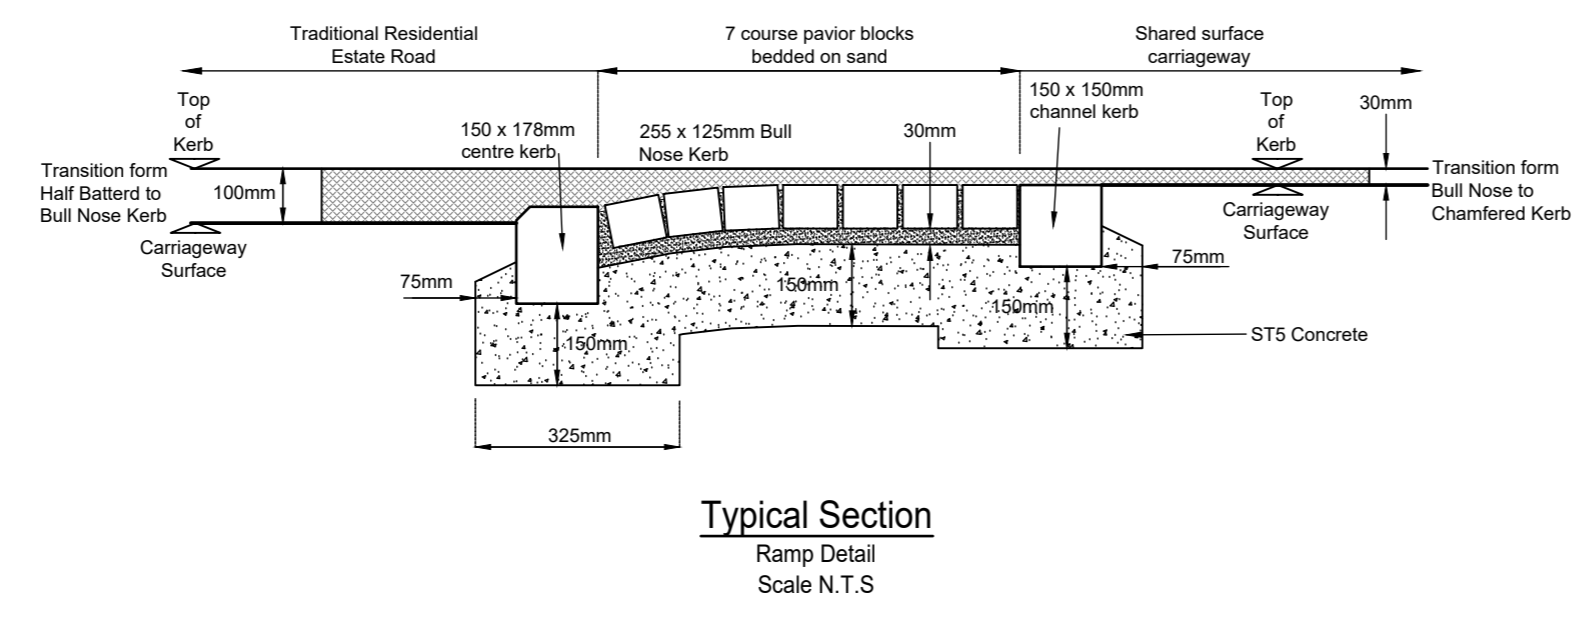 Traditional Residential
Estate Road
7 course pavior blocks
bedded on sand
Shared surface
carriageway
Top
of
Kerb
150 x 178mm
centre kerb
255 x 125mm Bull
Nose Kerb
30mm
150 x 150mm
channel kerb
Top
of
Kerb
30mm
Transition form
Half Batterd to
Bull Nose Kerb
100mm
Transition form
Bull Nose to
Chamfered Kerb
Carriageway
Surface
Carriageway
Surface
75mm
150mm
150mm
75mm
150mm
ST5 Concrete
325mm
Typical Section
Ramp Detail
Scale N.T.S